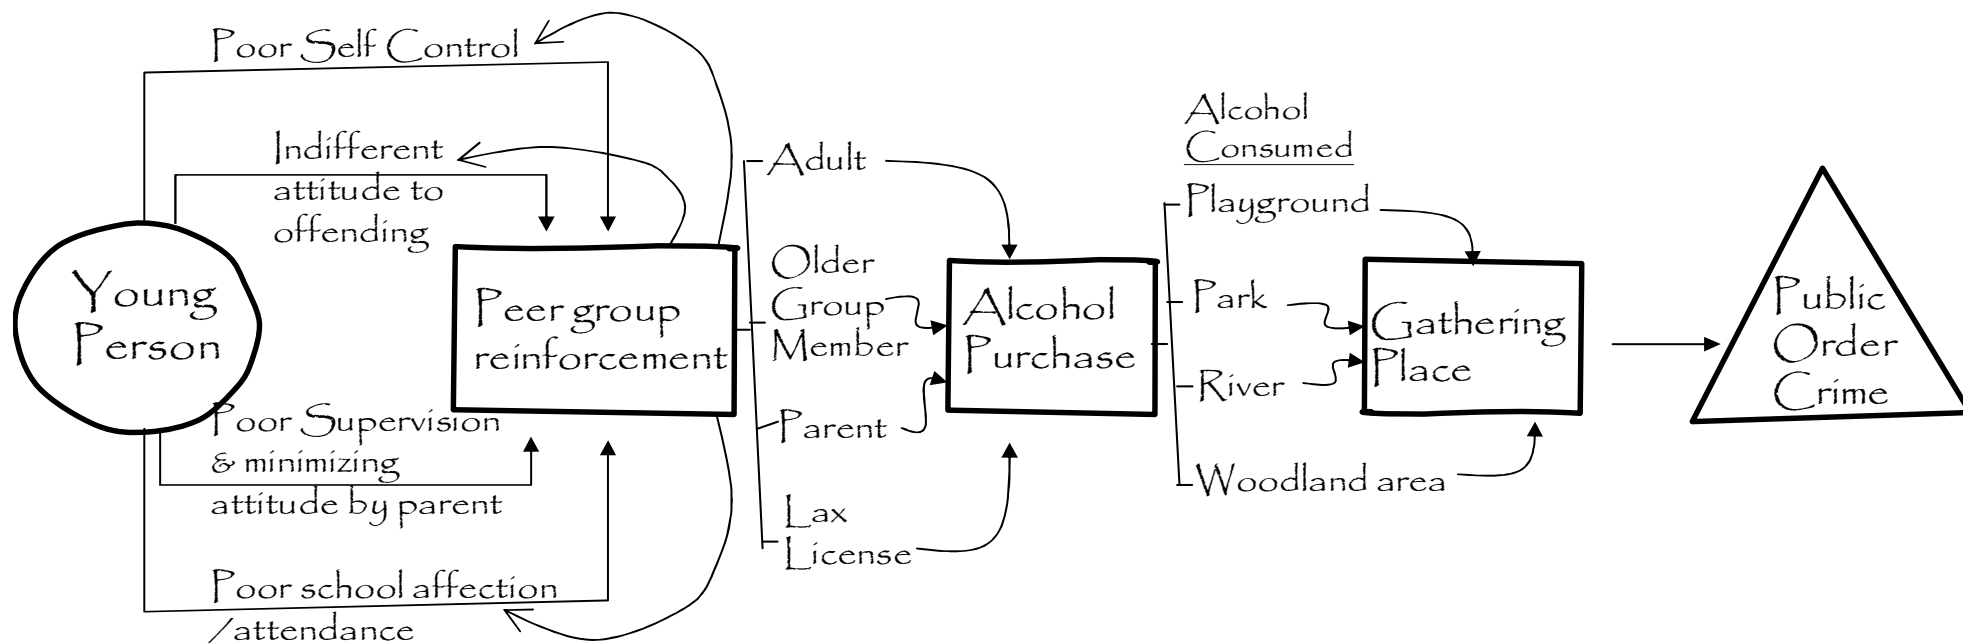 Poor Self Control
Indifferent
attitude to
offending
Young
Person
Poor Supervision
& minimizing
attitude by parent
Poor school affection
/attendance
Peer group
reinforcement
Adult
Older
Group
Member
Parent
Lax
License
Alcohol
Purchase
Alcohol
Consumed
Playground
Park
River
Woodland area
Gathering
Place
Public
Order
Crime